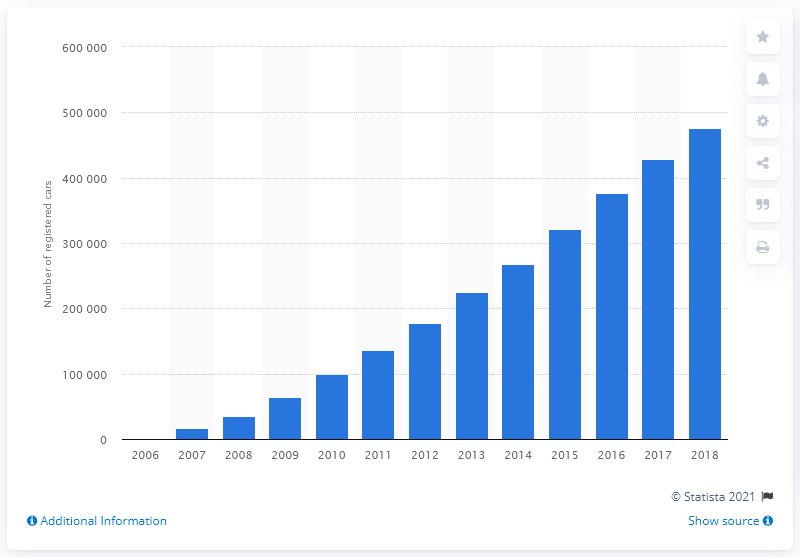 600 000
500 000
400 000
300 000
200 000
100 000
0
Number of registered cars
2006 2007 2008 2009 2010 2011 2012 2013 2014 2015 2016 2017 2018
© Statista 2021
Additional Information
Show source